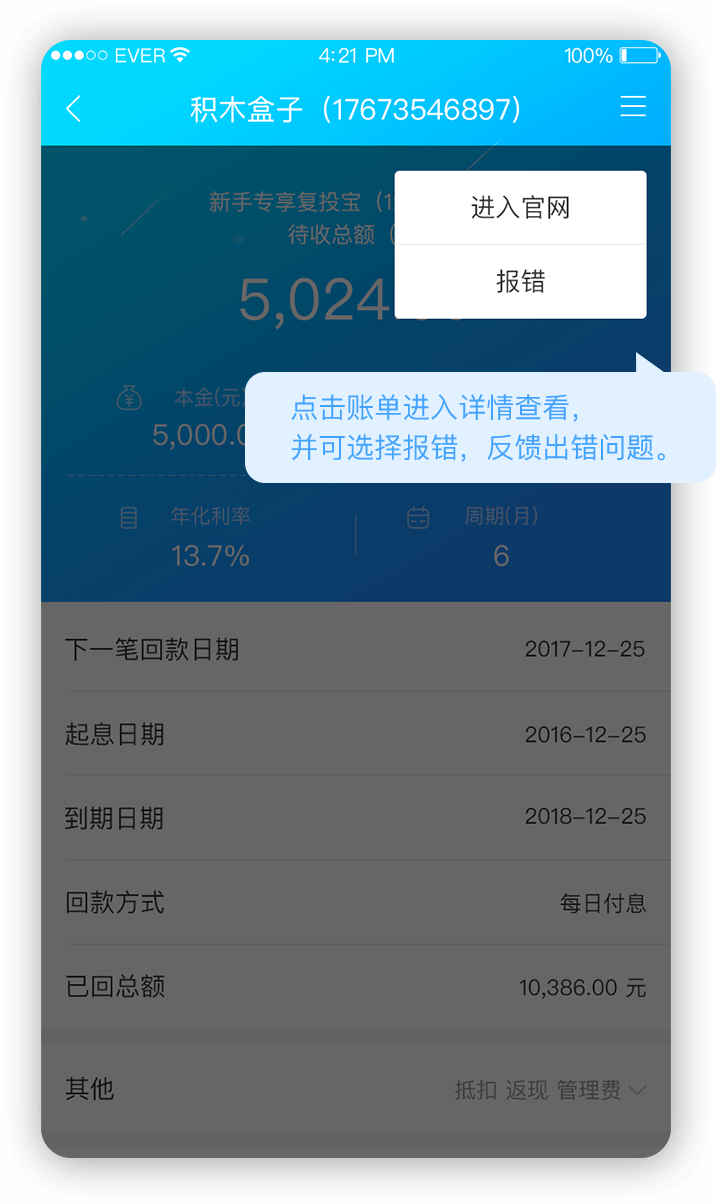 EVER 4:21 PM 100%
积木盒子（17673546897）
新手专享复投宝（1
待收总额（
5,024.
进入官网
报错
本金(元)
5,000.0
点击账单进入详情查看，
并可选择报错，反馈出错问题。
年化利率 周期(月)
13.7% 6
下一笔回款日期 2017-12-25
起息日期 2016-12-25
到期日期 2018-12-25
回款方式 每日付息
已回总额 10,386.00 元
其他 抵扣 返现 管理费